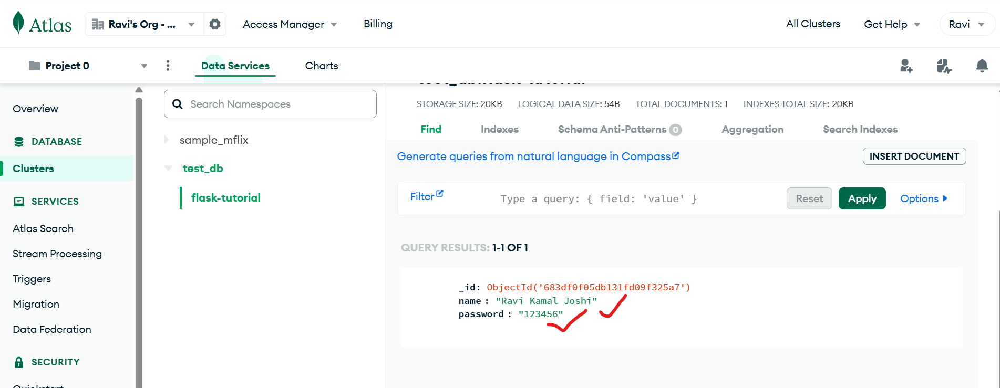 Atlas
Ravi's Org - ...
Access Manager
Billing
All Clusters
Get Help
Ravi
Project 0
Data Services
Charts
Overview
DATABASE
Clusters
SERVICES
Atlas Search
Stream Processing
Triggers
Migration
Data Federation
SECURITY
Search Namespaces
sample_mflix
test_db
flask-tutorial
STORAGE SIZE: 20KB LOGICAL DATA SIZE: 54B TOTAL DOCUMENTS: 1 INDEXES TOTAL SIZE: 20KB
Find Indexes Schema Anti-Patterns 0 Aggregation Search Indexes
Generate queries from natural language in Compass
INSERT DOCUMENT
Filter
Type a query: { field: 'value' }
Reset
Apply
Options
QUERY RESULTS: 1-1 OF 1
_id: ObjectId('683df0f05db131fd09f325a7')
name : "Ravi Kamal Joshi"
password : "123456"